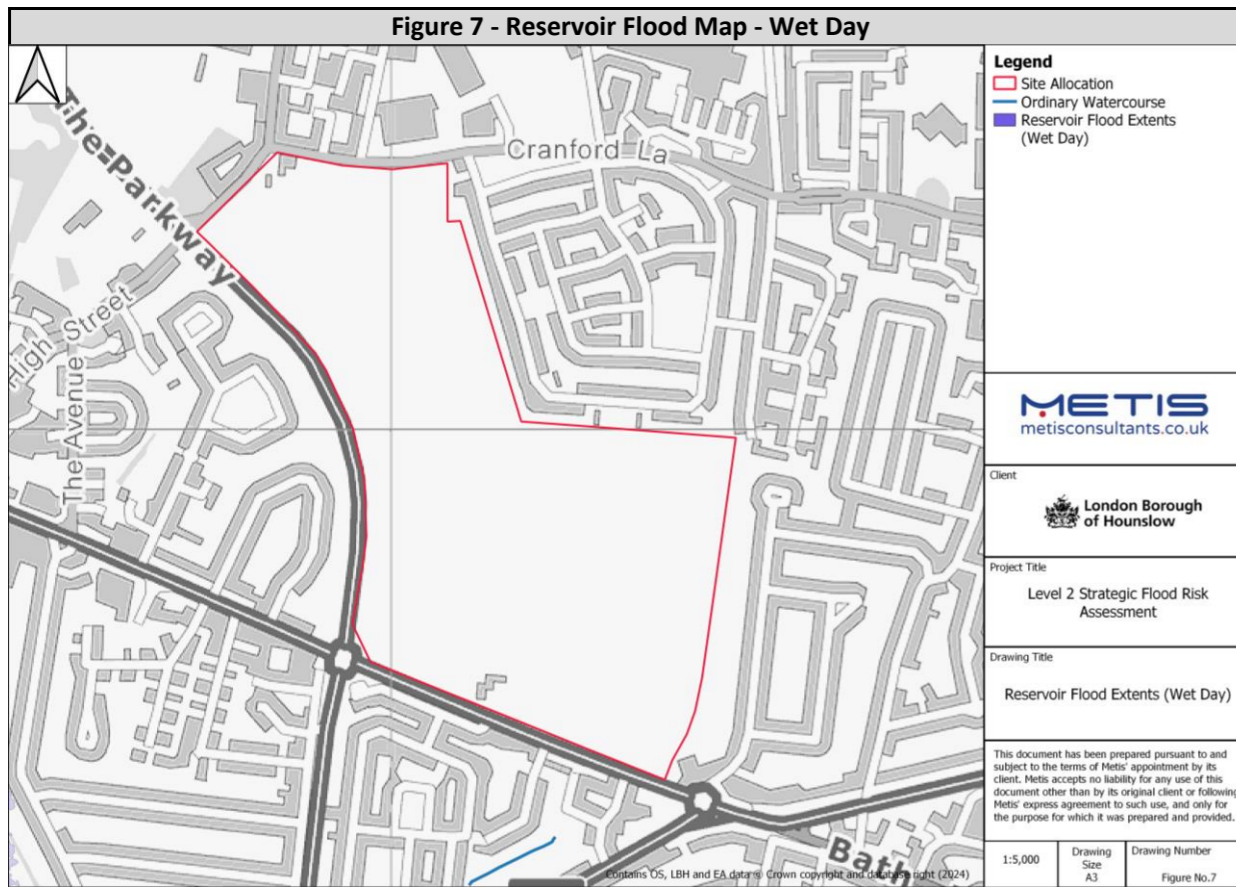 Figure 7 - Reservoir Flood Map - Wet Day
The Parkway
Cranford La
High Street
The Avenue
Bath
Contains OS, LBH and EA data © Crown copyright and database right (2024)
Legend
Site Allocation
Ordinary Watercourse
Reservoir Flood Extents
(Wet Day)
METIS
metisconsultants.co.uk
Client
London Borough
of Hounslow
Project Title
Level 2 Strategic Flood Risk
Assessment
Drawing Title
Reservoir Flood Extents (Wet Day)
This document has been prepared pursuant to and
subject to the terms of Metis' appointment by its
client. Metis accepts no liability for any use of this
document other than by its original client or following
Metis' express agreement to such use, and only for
the purpose for which it was prepared and provided.
1:5,000
Drawing
Size
A3
Drawing Number
Figure No.7